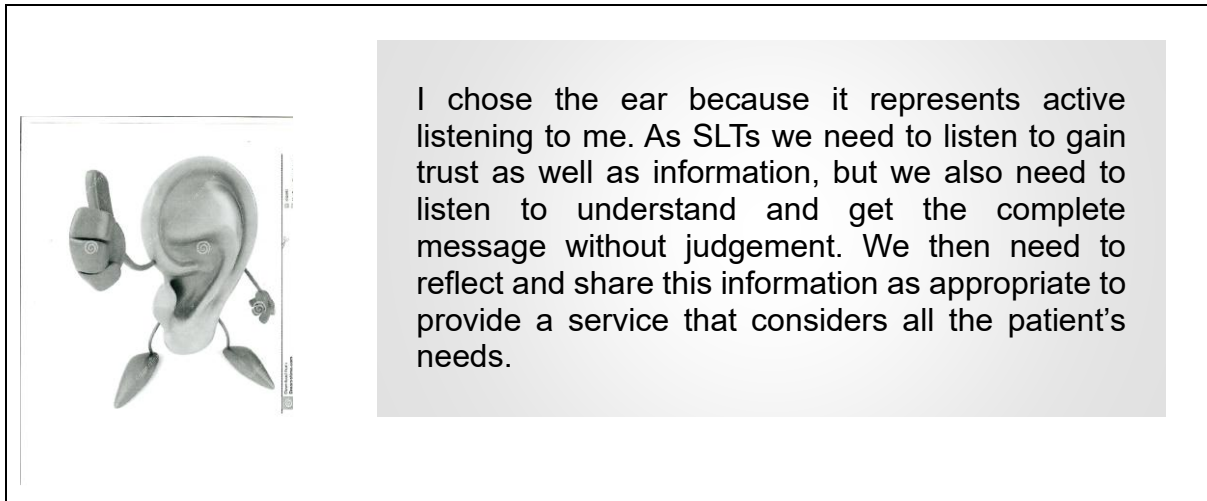 I chose the ear because it represents active
listening to me. As SLTs we need to listen to gain
trust as well as information, but we also need to
listen to understand and get the complete
message without judgement. We then need to
reflect and share this information as appropriate to
provide a service that considers all the patient’s
needs.